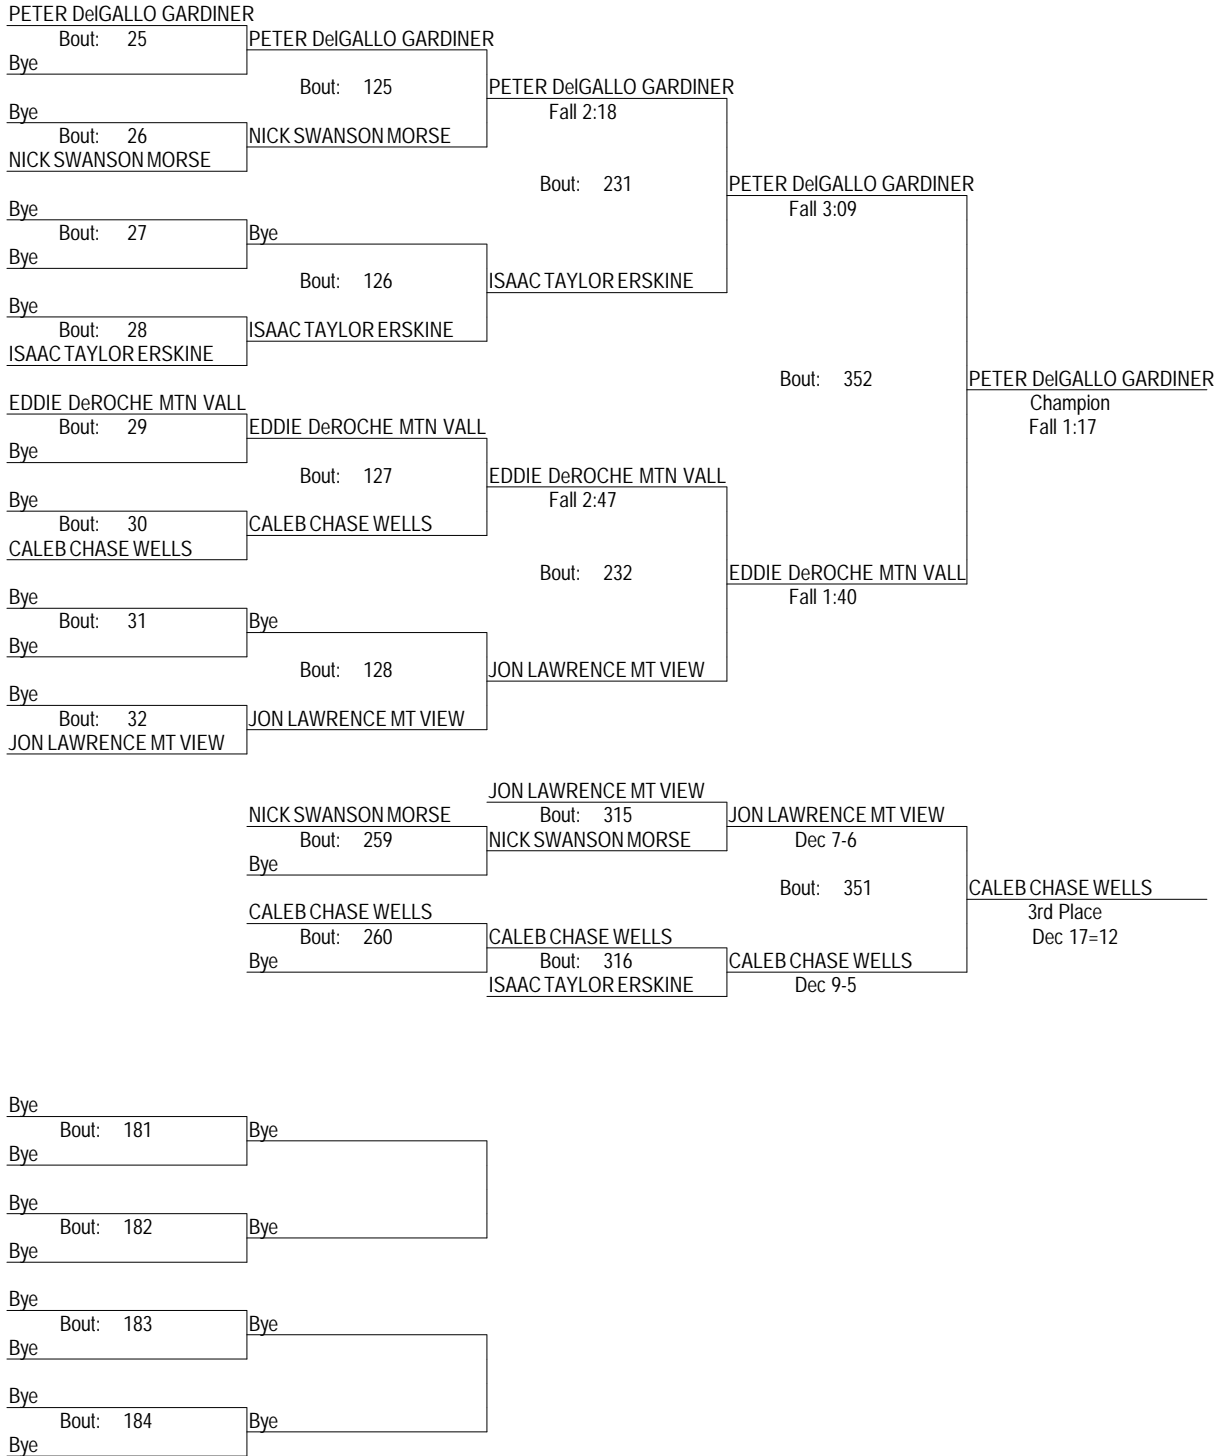 PETER DelGALLO GARDINER
Bout: 25 PETER DelGALLO GARDINER
Bye
Bout: 125 PETER DelGALLO GARDINER
Bye Fall 2:18
Bout: 26 NICK SWANSON MORSE
NICK SWANSON MORSE
Bout: 231 PETER DelGALLO GARDINER
Bye Fall 3:09
Bout: 27 Bye
Bye
Bout: 126 ISAAC TAYLOR ERSKINE
Bye
Bout: 28 ISAAC TAYLOR ERSKINE
ISAAC TAYLOR ERSKINE
Bout: 352 PETER DelGALLO GARDINER
EDDIE DeROCHE MTN VALL Champion
Bout: 29 EDDIE DeROCHE MTN VALL Fall 1:17
Bye
Bout: 127 EDDIE DeROCHE MTN VALL
Bye Fall 2:47
Bout: 30 CALEB CHASE WELLS
CALEB CHASE WELLS
Bout: 232 EDDIE DeROCHE MTN VALL
Bye Fall 1:40
Bout: 31 Bye
Bye
Bout: 128 JON LAWRENCE MT VIEW
Bye
Bout: 32 JON LAWRENCE MT VIEW
JON LAWRENCE MT VIEW
JON LAWRENCE MT VIEW
NICK SWANSON MORSE Bout: 315 JON LAWRENCE MT VIEW
Bout: 259 NICK SWANSON MORSE Dec 7-6
Bye
Bout: 351 CALEB CHASE WELLS
CALEB CHASE WELLS 3rd Place
Bout: 260 CALEB CHASE WELLS Dec 17=12
Bye Bout: 316 CALEB CHASE WELLS
ISAAC TAYLOR ERSKINE Dec 9-5
Bye
Bout: 181 Bye
Bye
Bye
Bout: 182 Bye
Bye
Bye
Bout: 183 Bye
Bye
Bye
Bout: 184 Bye
Bye